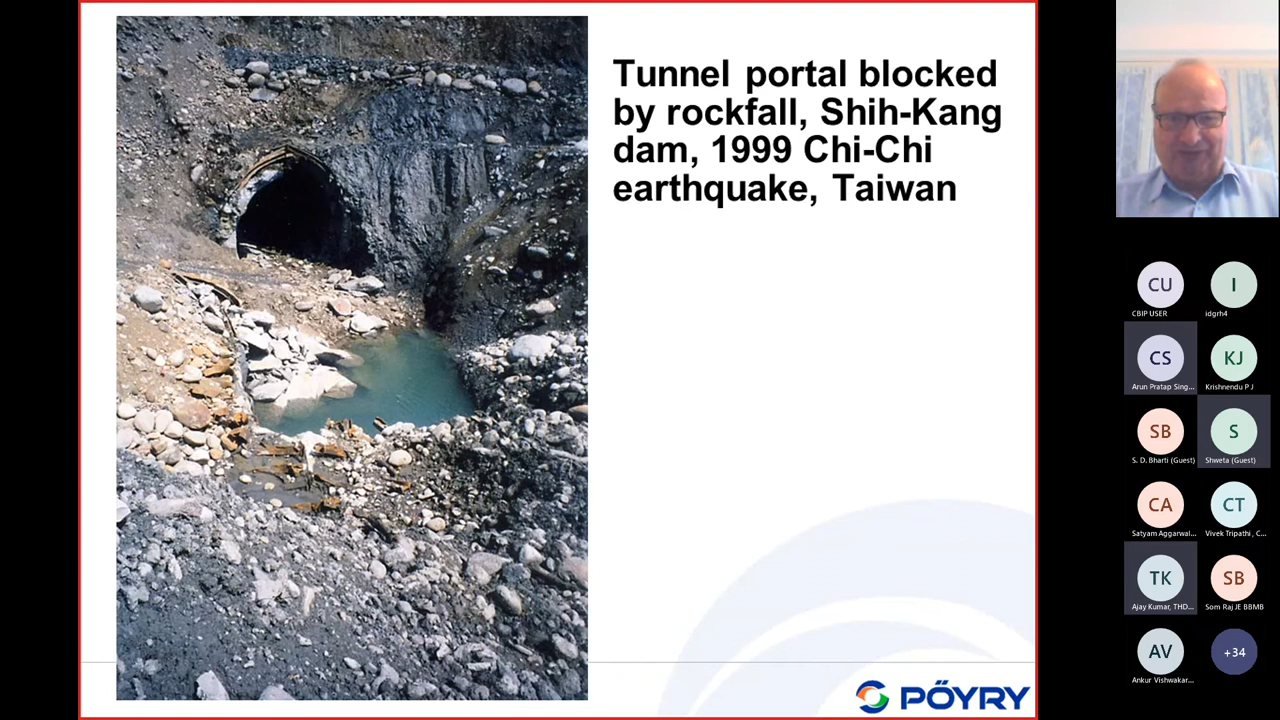 Tunnel portal blocked
by rockfall, Shih-Kang
dam, 1999 Chi-Chi
earthquake, Taiwan
PÖYRY
CU
CBIP USER
I
idgrh4
CS
Arun Pratap Sing...
KJ
Krishnendu P J
SB
S. D. Bharti (Guest)
S
Shweta (Guest)
CA
Satyam Aggarwal...
CT
Vivek Tripathi , C...
TK
Ajay Kumar, THD...
SB
Som Raj JE BBMB
AV
Ankur Vishwakar...
+34